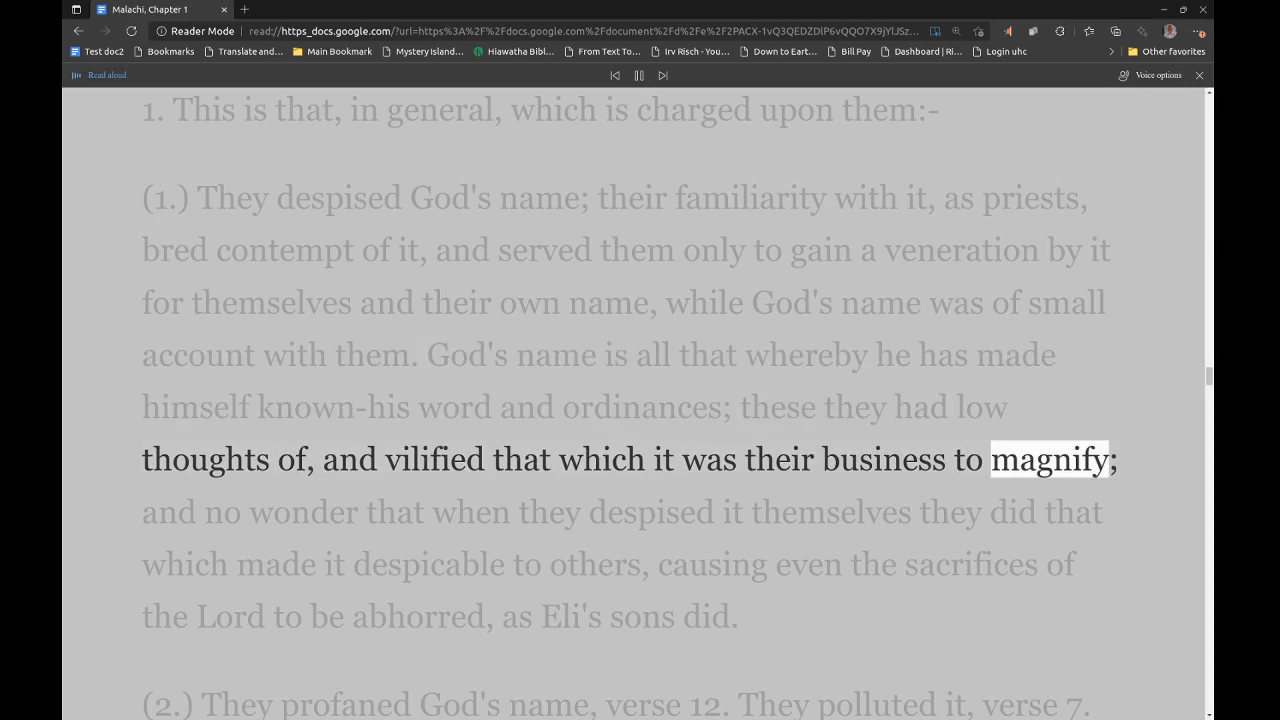 Malachi, Chapter 1
Reader Mode read://https_docs.google.com/?url=https%3A%2F%2Fdocs.google.com%2Fdocument%2Fd%2Fe%2F2PACX-1vQ3QEDZDlP6vQQO7X9jYlJSz...
Test doc2 Bookmarks Translate and... Main Bookmark Mystery Island... Hiawatha Bibl... From Text To... Irv Risch - You... Down to Eart... Bill Pay Dashboard | Ri... Login uhc Other favorites
Read aloud Voice options
1. This is that, in general, which is charged upon them:-
(1.) They despised God's name; their familiarity with it, as priests,
bred contempt of it, and served them only to gain a veneration by it
for themselves and their own name, while God's name was of small
account with them. God's name is all that whereby he has made
himself known-his word and ordinances; these they had low
thoughts of, and vilified that which it was their business to magnify;
and no wonder that when they despised it themselves they did that
which made it despicable to others, causing even the sacrifices of
the Lord to be abhorred, as Eli's sons did.
(2.) They profaned God's name, verse 12. They polluted it, verse 7.